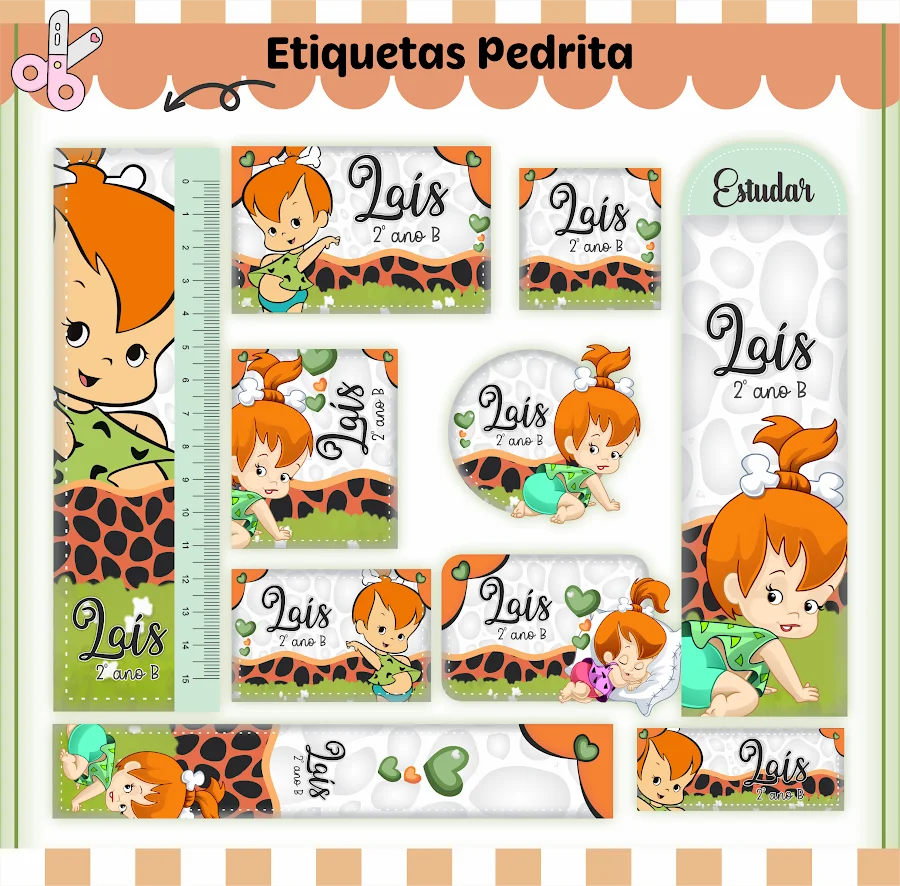 Etiquetas Pedrita
0
1
2
3
4
5
6
7
8
9
10
11
12
13
14
15
Laís
2° ano B
Laís
2° ano B
Laís
2° ano B
Estudar
Laís
2° ano B
Laís
2° ano B
Laís
2° ano B
Laís
2° ano B
Laís
2° ano B
Laís
2° ano B
Laís
2° ano B